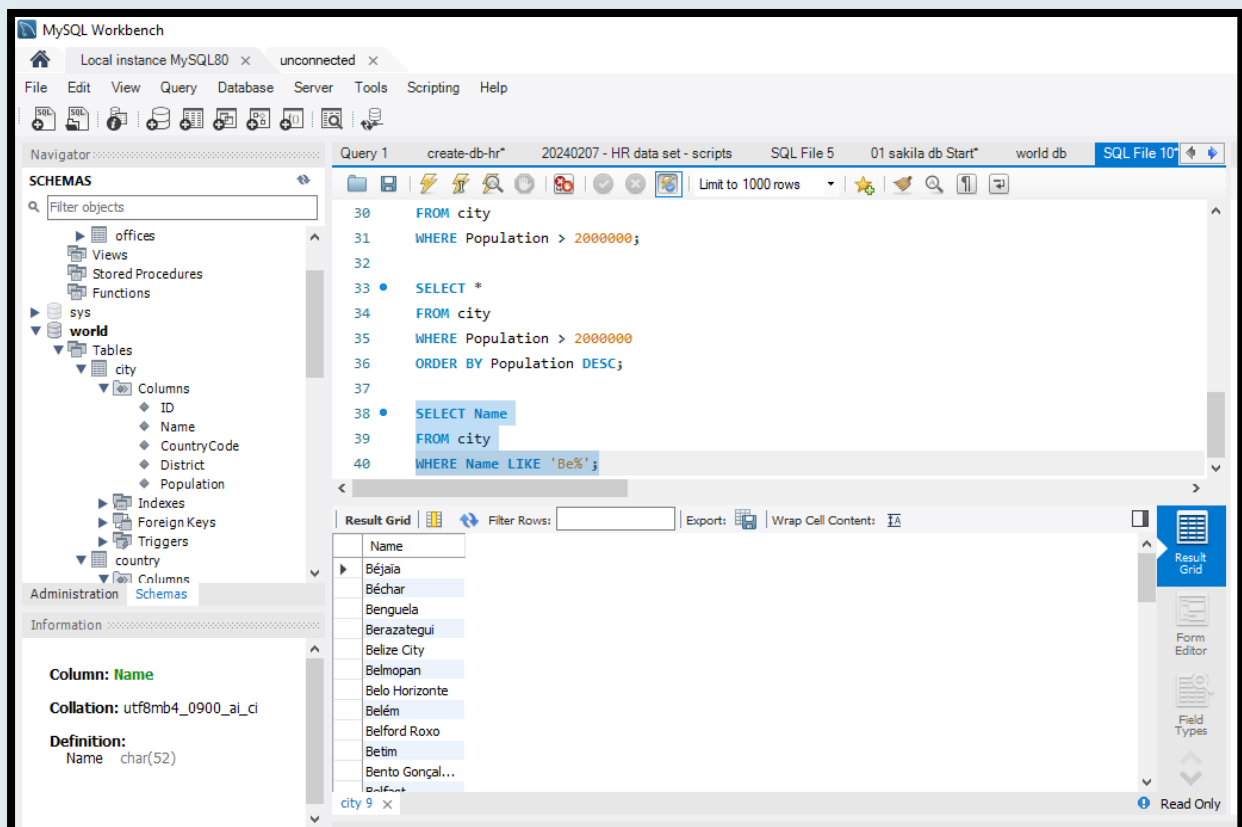 MySQL Workbench
Local instance MySQL80 × unconnected ×
File Edit View Query Database Server Tools Scripting Help
Navigator
SCHEMAS
Filter objects
offices
Views
Stored Procedures
Functions
sys
world
Tables
city
Columns
ID
Name
CountryCode
District
Population
Indexes
Foreign Keys
Triggers
country
Columns
Administration Schemas
Information
Column: Name
Collation: utf8mb4_0900_ai_ci
Definition:
Name char(52)
Query 1 create-db-hr* 20240207 - HR data set - scripts SQL File 5 01 sakila db Start* world db SQL File 10*
Limit to 1000 rows
30 FROM city
31 WHERE Population > 2000000;
32
33 SELECT *
34 FROM city
35 WHERE Population > 2000000
36 ORDER BY Population DESC;
37
38 SELECT Name
39 FROM city
40 WHERE Name LIKE 'Be%';
Result Grid Filter Rows: Export: Wrap Cell Content:
Name
Béjaïa
Béchar
Benguela
Berazategui
Belize City
Belmopan
Belo Horizonte
Belém
Belford Roxo
Betim
Bento Gonçal...
Belfast
Result
Grid
Form
Editor
Field
Types
city 9 ×
Read Only